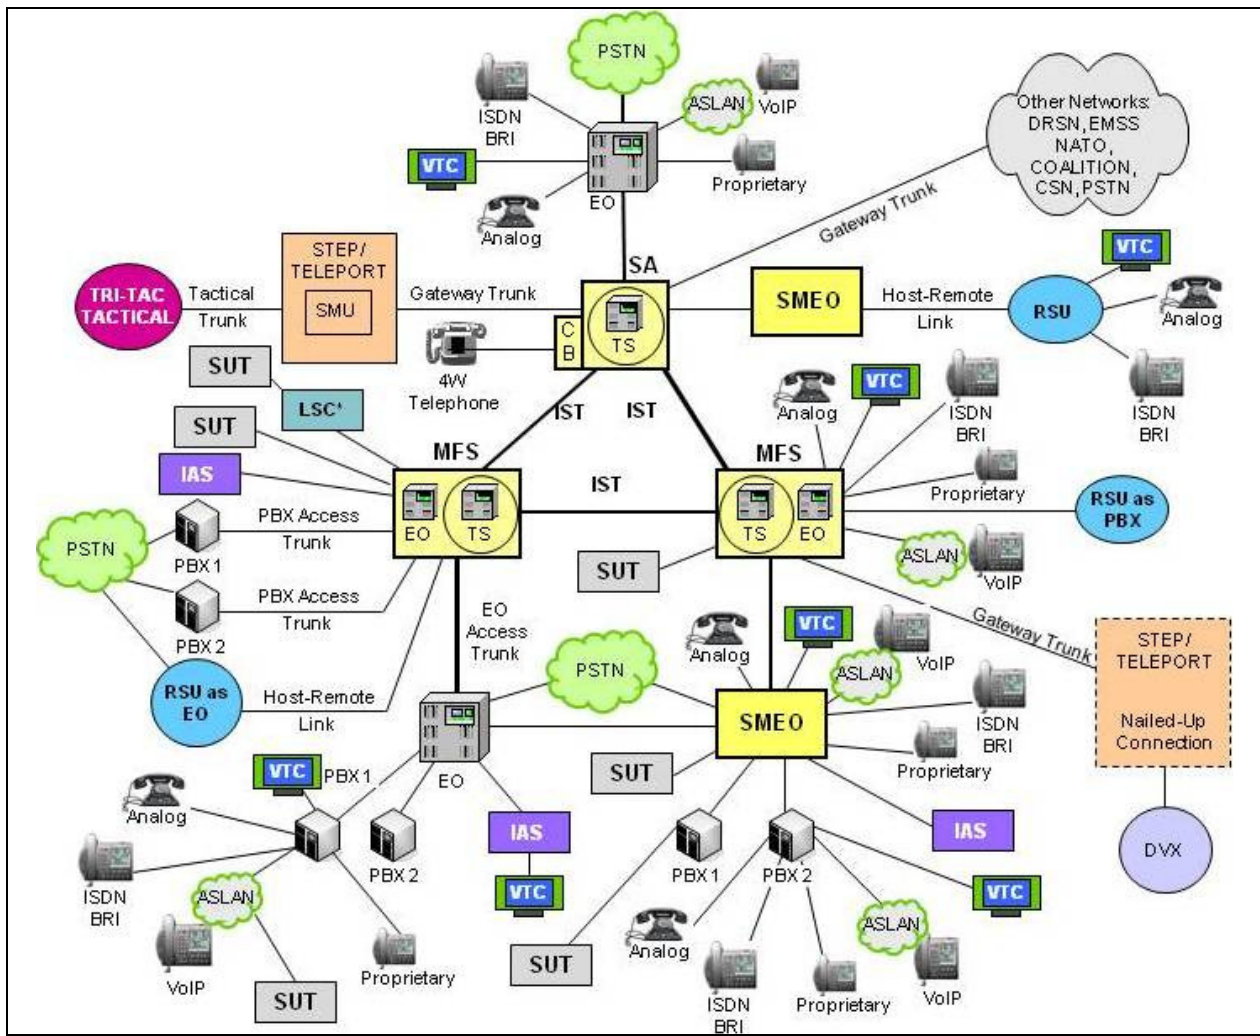 PSTN
ISDN
BRI
ASLAN
VoIP
VTC
Proprietary
EO
Analog
Other Networks:
DRSN, EMSS
NATO,
COALITION,
CSN, PSTN
Gateway Trunk
SA
STEP/
TELEPORT
SMU
TRI-TAC
TACTICAL
Tactical
Trunk
Gateway Trunk
C
B
TS
SMEO
Host-Remote
Link
RSU
VTC
Analog
ISDN
BRI
4W
Telephone
SUT
LSC*
SUT
IAS
IST
IST
IST
MFS
EO
TS
MFS
TS
EO
Analog
VTC
ISDN
BRI
Proprietary
RSU as
PBX
ASLAN
VoIP
SUT
PSTN
PBX 1
PBX Access
Trunk
PBX 2
PBX Access
Trunk
RSU as
EO
Host-Remote
Link
EO
Access
Trunk
PSTN
Gateway Trunk
STEP/
TELEPORT
Nailed-Up
Connection
DVX
Analog
VTC
ASLAN
VoIP
SMEO
ISDN
BRI
Proprietary
SUT
IAS
EO
VTC
PBX 1
Analog
ISDN
BRI
ASLAN
VoIP
SUT
Proprietary
PBX 2
IAS
VTC
PBX 1
PBX 2
SUT
Analog
ISDN
BRI
Proprietary
ASLAN
VoIP
VTC